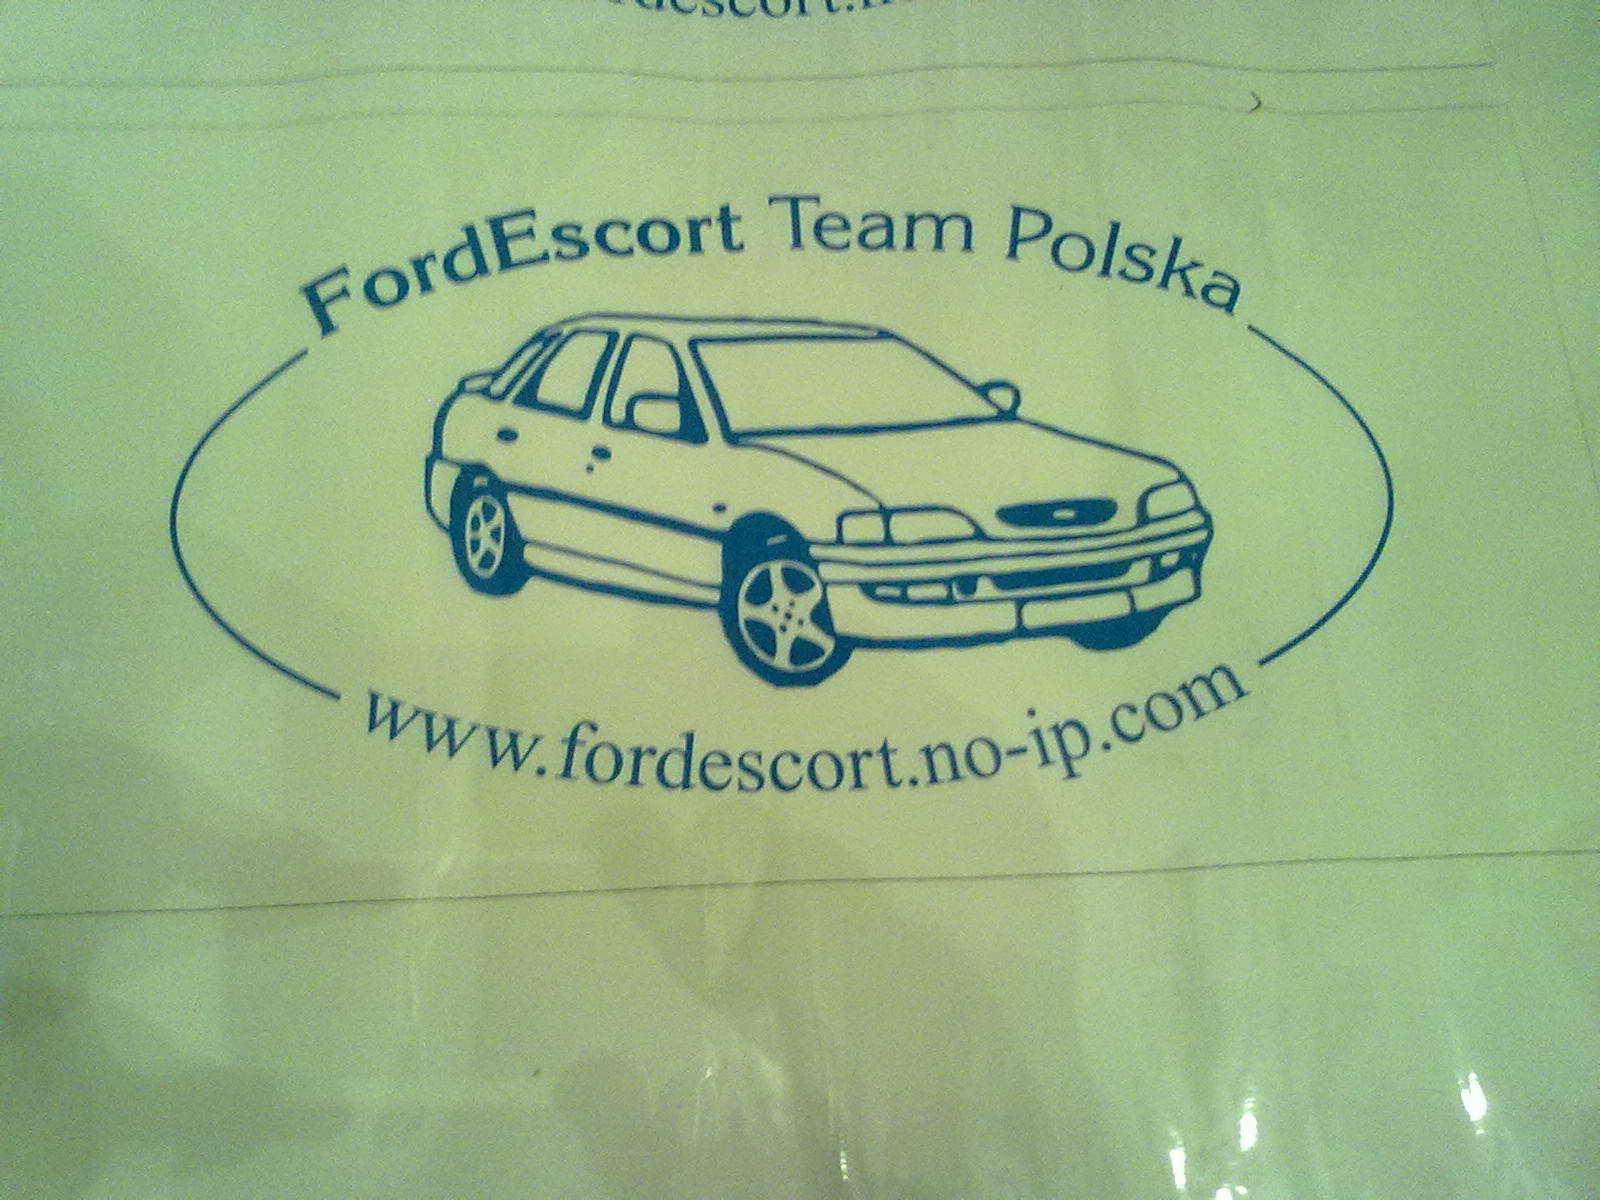 FordEscort Team Polska
www.fordescort.no-ip.com